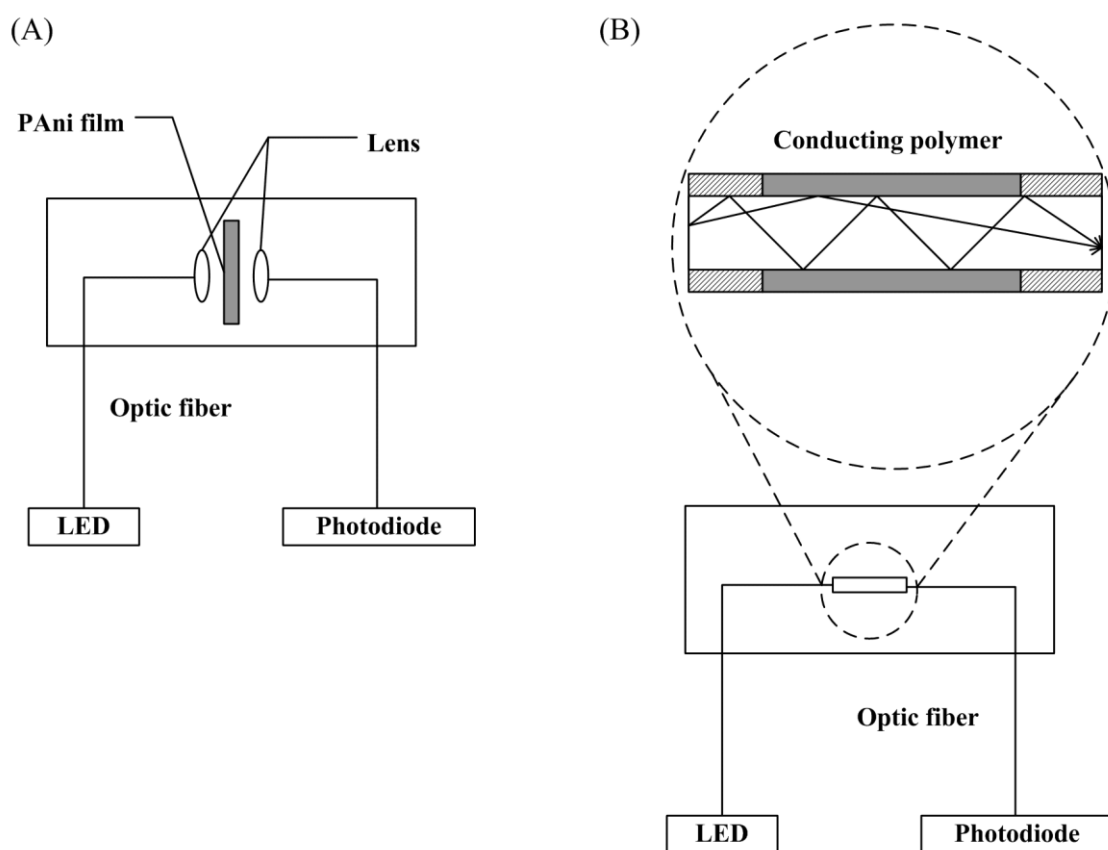 (A)
PAni film
Lens
Optic fiber
LED
Photodiode
(B)
Conducting polymer
Optic fiber
LED
Photodiode